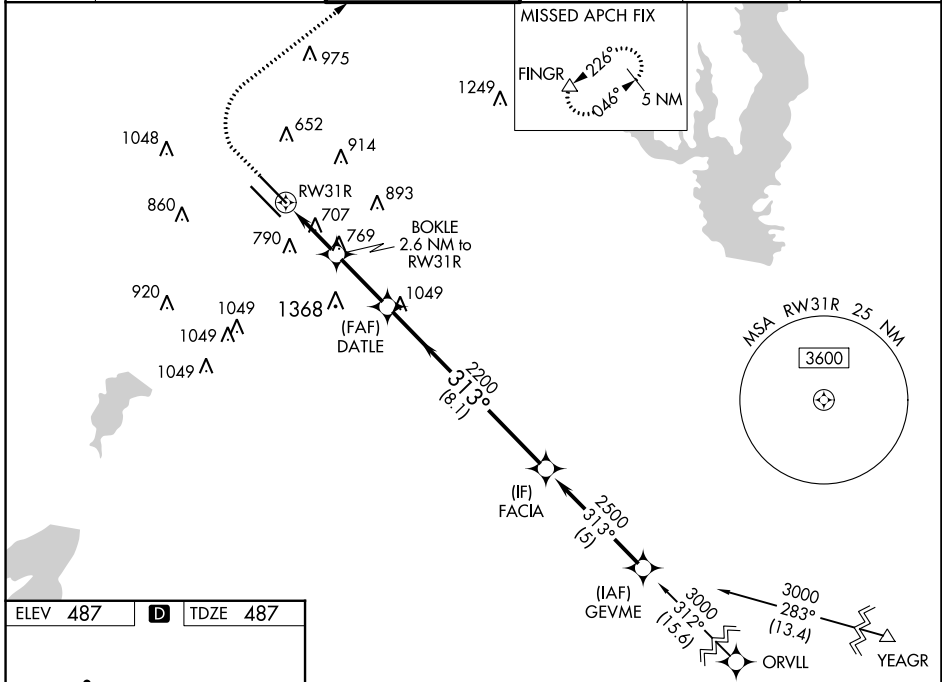 MISSED APCH FIX
FINGR
226°
046°
5 NM
975
1249
652
1048
914
RW31R
893
860
707
BOKLE
2.6 NM to
RW31R
790
769
920
1049
1049
1368
1049
(FAF)
DATLE
1049
MSA RW31R 25 NM
3600
2200
313°
(8.1)
(IF)
FACIA
2500
313°
(5)
(IAF)
GEVME
3000
312°
(15.6)
3000
283°
(13.4)
ORVLL
YEAGR
ELEV 487
D
TDZE 487